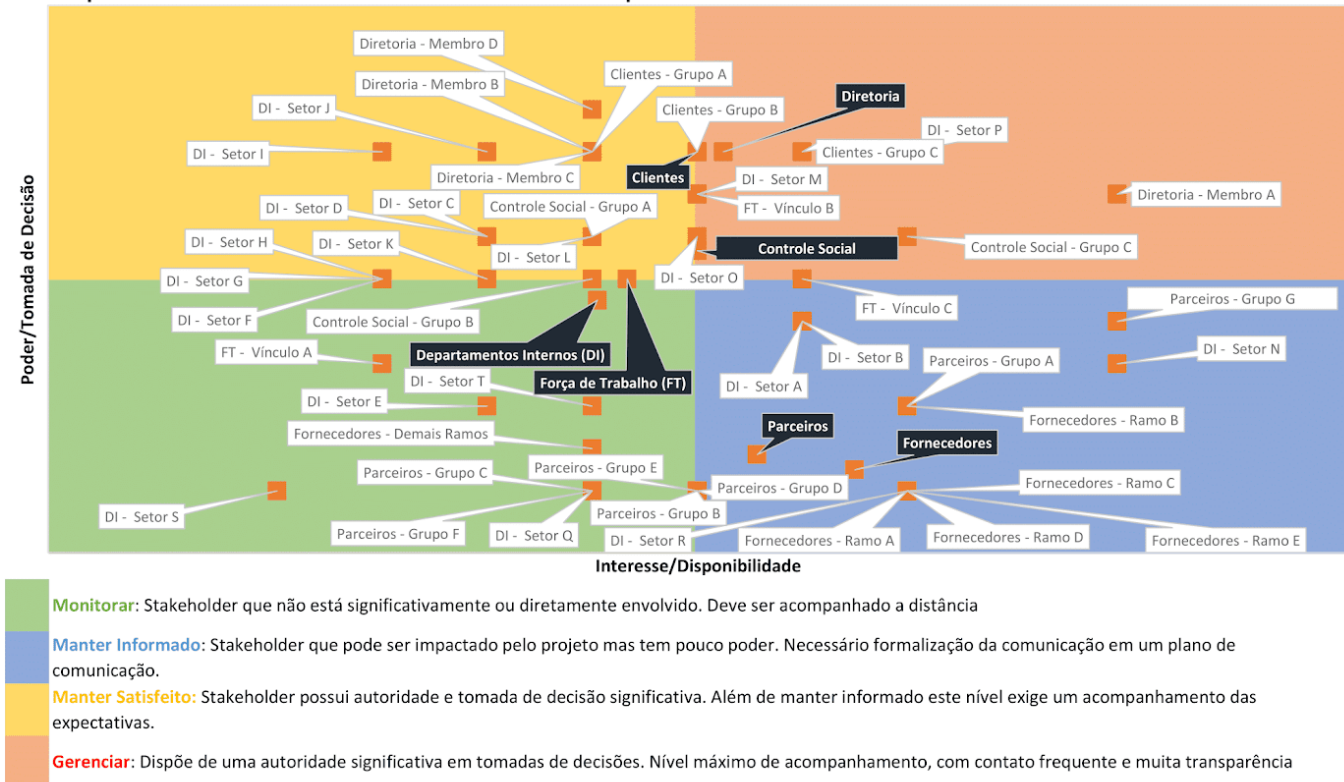 Diretoria - Membro D
Diretoria - Membro B
Clientes - Grupo A
Clientes - Grupo B
Diretoria
DI -  Setor J
DI -  Setor P
DI -  Setor I
Clientes - Grupo C
Diretoria - Membro C
Clientes
DI -  Setor M
Diretoria - Membro A
DI -  Setor D
DI -  Setor C
Controle Social - Grupo A
FT - Vínculo B
DI -  Setor H
DI -  Setor K
DI -  Setor L
Controle Social
Controle Social - Grupo C
DI -  Setor G
DI -  Setor O
DI -  Setor F
Controle Social - Grupo B
FT - Vínculo C
Parceiros - Grupo G
FT - Vínculo A
Departamentos Internos (DI)
DI -  Setor B
Parceiros - Grupo A
DI -  Setor N
DI -  Setor T
Força de Trabalho (FT)
DI -  Setor A
DI -  Setor E
Fornecedores - Ramo B
Fornecedores - Demais Ramos
Parceiros
Fornecedores
Parceiros - Grupo C
Parceiros - Grupo E
Parceiros - Grupo D
Fornecedores - Ramo C
DI -  Setor S
Parceiros - Grupo B
Parceiros - Grupo F
DI -  Setor Q
DI -  Setor R
Fornecedores - Ramo A
Fornecedores - Ramo D
Fornecedores - Ramo E
Poder/Tomada de Decisão
Interesse/Disponibilidade
Monitorar: Stakeholder que não está significativamente ou diretamente envolvido. Deve ser acompanhado a distância
Manter Informado: Stakeholder que pode ser impactado pelo projeto mas tem pouco poder. Necessário formalização da comunicação em um plano de
comunicação.
Manter Satisfeito: Stakeholder possui autoridade e tomada de decisão significativa. Além de manter informado este nível exige um acompanhamento das
expectativas.
Gerenciar: Dispõe de uma autoridade significativa em tomadas de decisões. Nível máximo de acompanhamento, com contato frequente e muita transparência